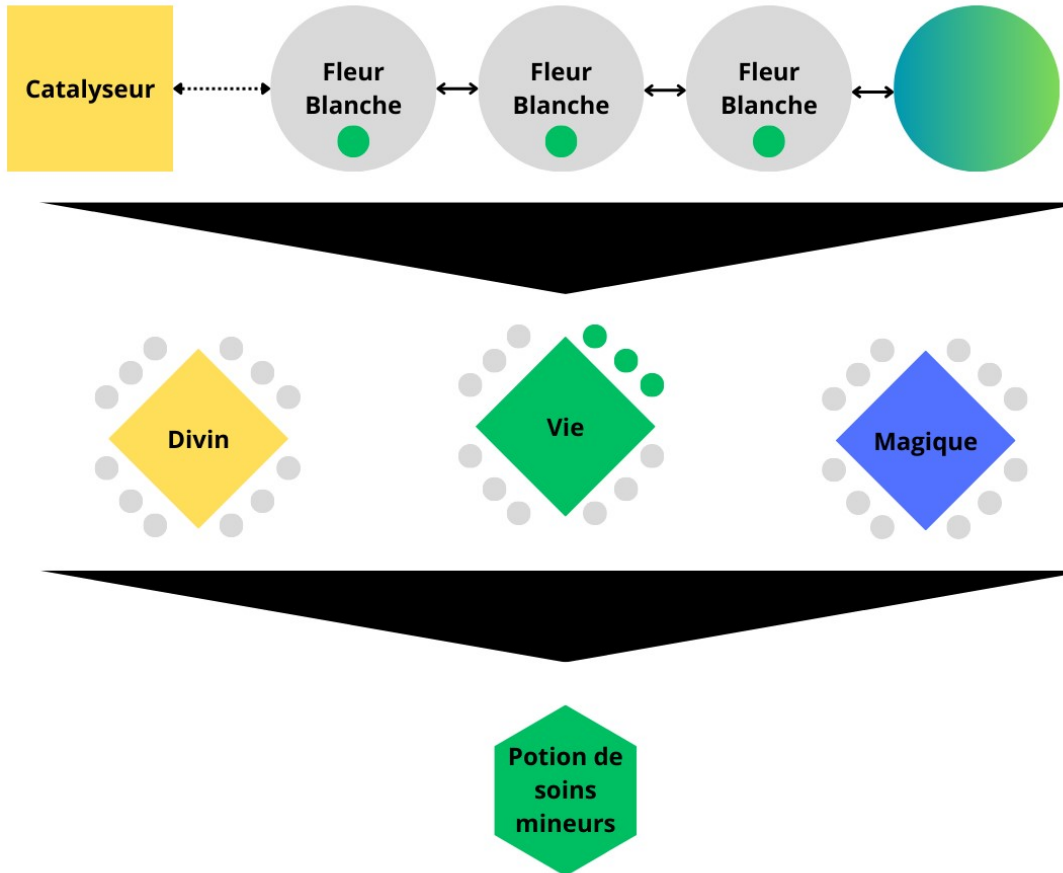 Catalyseur
Fleur
Blanche
Fleur
Blanche
Fleur
Blanche
Divin
Vie
Magique
Potion de
soins
mineurs